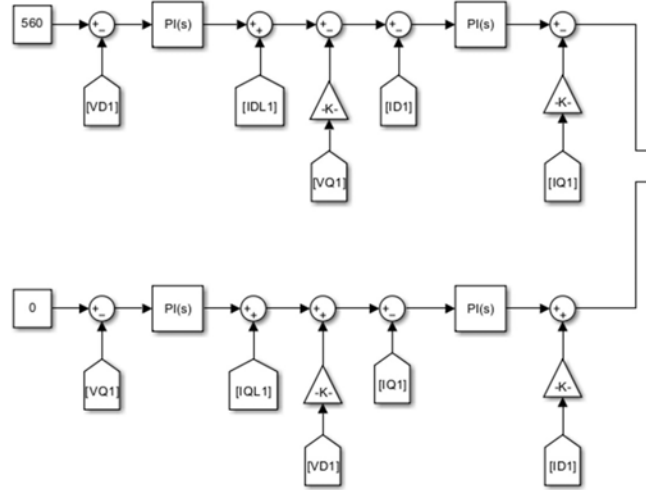 560
+
−
PI(s)
+
+
+
−
+
−
PI(s)
+
−
[VD1]
[IDL1]
-K-
[ID1]
-K-
[VQ1]
[IQ1]
0
+
−
PI(s)
+
+
+
+
+
−
PI(s)
+
+
[VQ1]
[IQL1]
-K-
[IQ1]
-K-
[VD1]
[ID1]